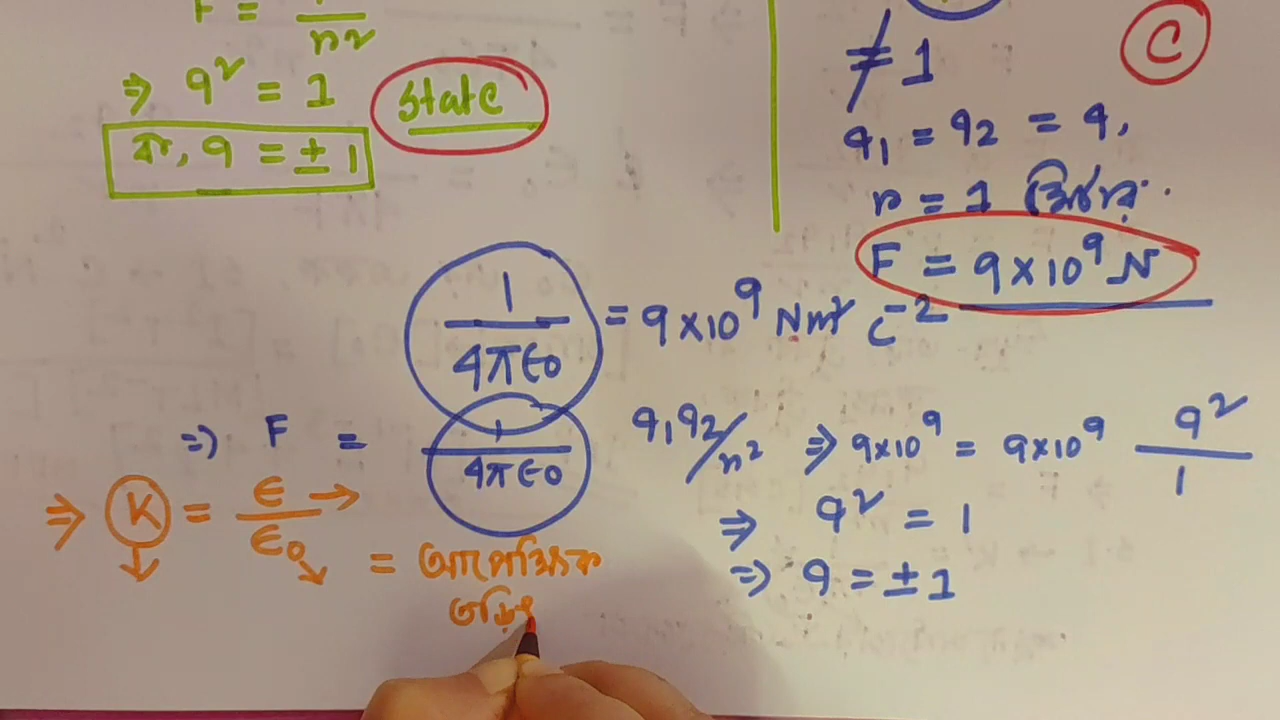 F =
r²
⇒ q² = 1
State
বা, q = ± 1
C
≠ 1
q₁ = q₂ = q,
r = 1 মিটার.
F = 9×10⁹ N
1/4πϵ₀ = 9×10⁹ Nm² C⁻²
⇒ F = 1/4πϵ₀ q₁q₂/r² ⇒ 9×10⁹ = 9×10⁹ q²/1
⇒ K = ϵ/ϵ₀ → = আপেক্ষিক
⇒ q² = 1
⇒ q = ± 1